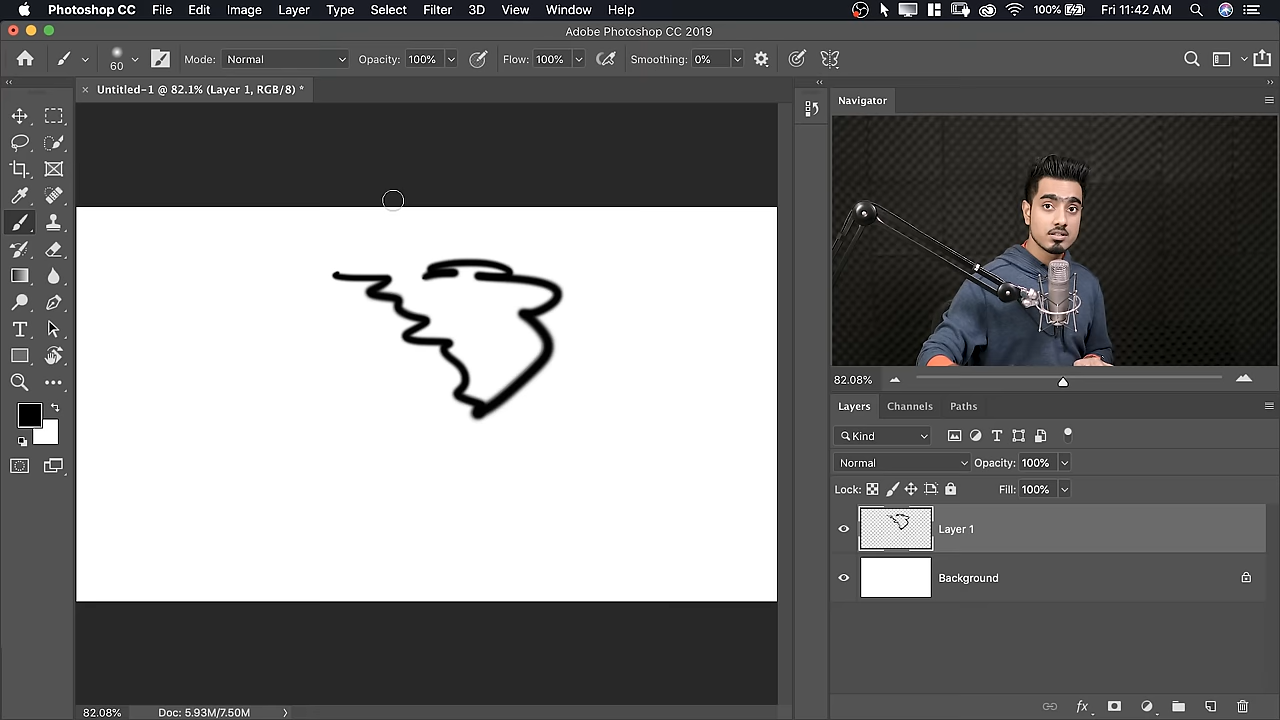 Photoshop CC File Edit Image Layer Type Select Filter 3D View Window Help 100% Fri 11:42 AM
Adobe Photoshop CC 2019
60 Mode: Normal Opacity: 100% Flow: 100% Smoothing: 0%
× Untitled-1 @ 82.1% (Layer 1, RGB/8) *
Navigator
82.08%
Layers Channels Paths
Kind
Normal Opacity: 100%
Lock: Fill: 100%
Layer 1
Background
82.08% Doc: 5.93M/7.50M
fx